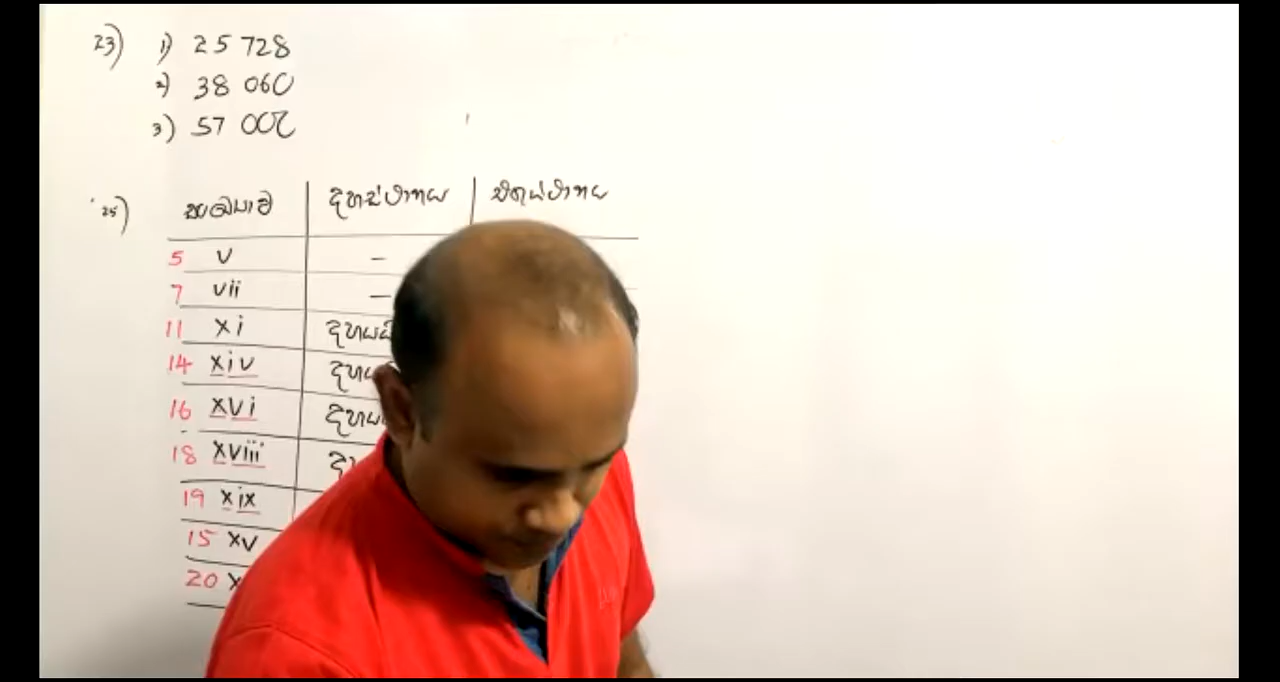 23) 1) 25 728
2) 38 060
3) 57 002
25) සංඛ්‍යාව දහස්ථානය එකස්ථානය
5 v -
7 vii -
11 xi
14 xiv
16 xvi
18 xviii
19 xix
15 xv
20